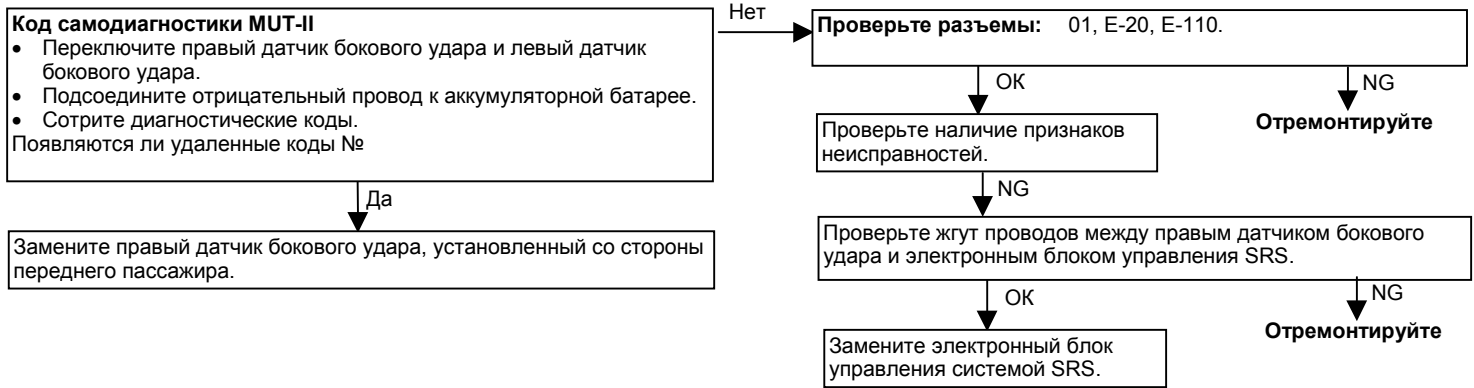 Код самодиагностики MUT-II
• Переключите правый датчик бокового удара и левый датчик
бокового удара.
• Подсоедините отрицательный провод к аккумуляторной батарее.
• Сотрите диагностические коды.
Появляются ли удаленные коды №
Да
Замените правый датчик бокового удара, установленный со стороны
переднего пассажира.
Нет
Проверьте разъемы: 01, E-20, E-110.
ОК
NG
Отремонтируйте
Проверьте наличие признаков
неисправностей.
NG
Проверьте жгут проводов между правым датчиком бокового
удара и электронным блоком управления SRS.
ОК
NG
Отремонтируйте
Замените электронный блок
управления системой SRS.